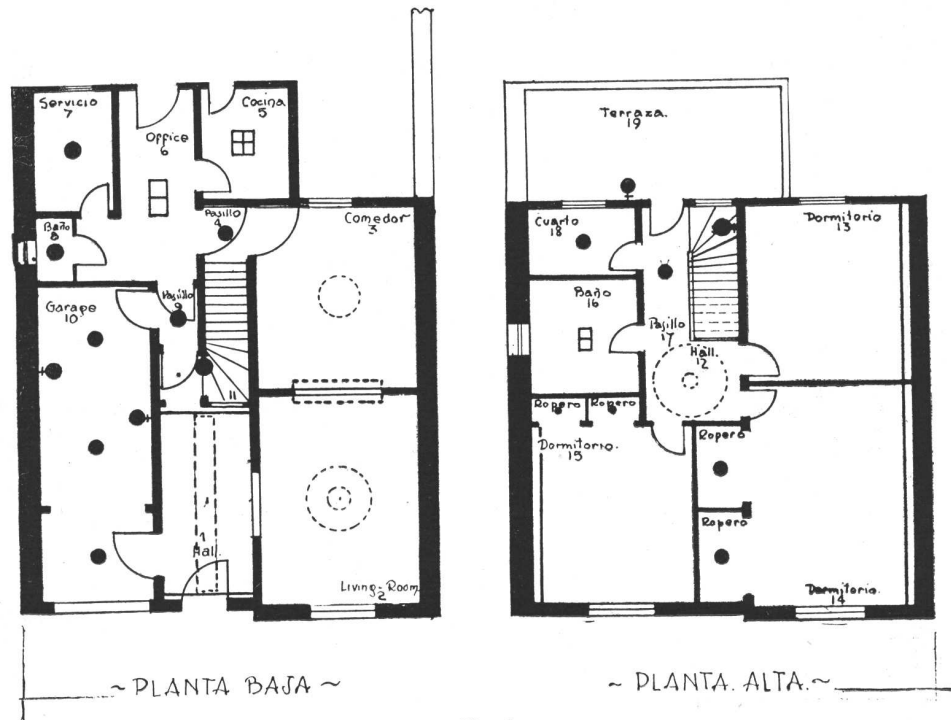 Servicio
7
Office
6
Cocina
5
Pasillo
4
Comedor
3
Baño
8
Pasillo
9
Garage
10
11
1
Hall.
Living-Room
2
~ PLANTA BAJA ~
Terraza.
19
Cuarto
18
Dormitorio
13
Baño
16
Pasillo
17
Hall.
12
Ropero
Ropero
Dormitorio.
15
Ropero
Ropero
Dormitorio.
14
~ PLANTA. ALTA. ~